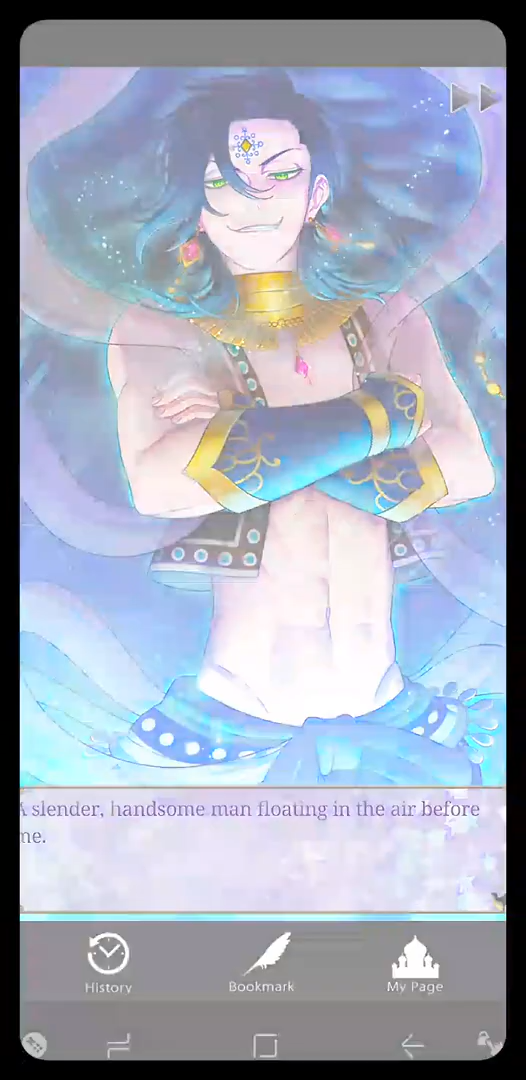 slender, handsome man floating in the air before
me.
History
Bookmark
My Page